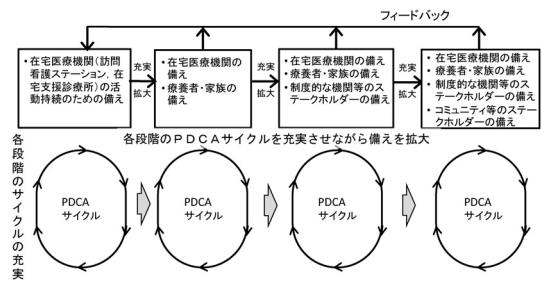 フィードバック
・在宅医療機関(訪問
看護ステーション,在
宅支援診療所)の活
動持続のための備え
充実
拡大
・在宅医療機関の
備え
・療養者・家族の備
え
充実
拡大
・在宅医療機関の備え
・療養者・家族の備え
・制度的な機関等のス
テークホルダーの備え
充実
拡大
・在宅医療機関の備え
・療養者・家族の備え
・制度的な機関等のス
テークホルダーの備え
・コミュニティ等のステー
クホルダーの備え
各段階のPDCAサイクルを充実させながら備えを拡大
各段階のサイクルの充実
PDCA
サイクル
PDCA
サイクル
PDCA
サイクル
PDCA
サイクル